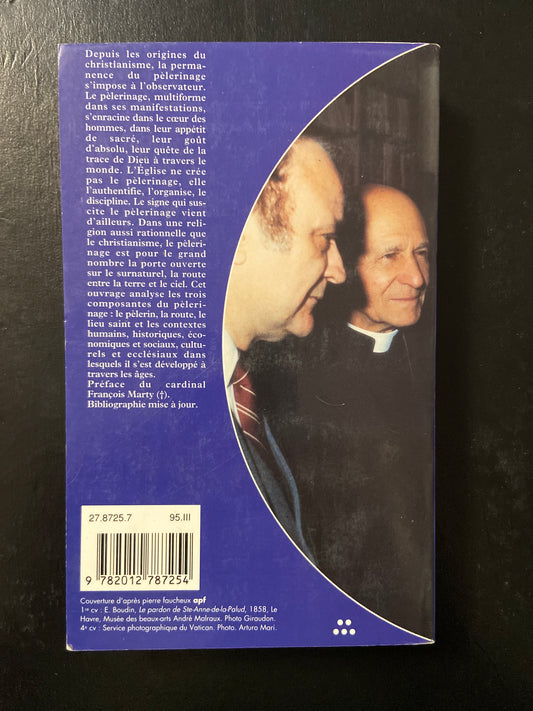 Depuis les origines du
christianisme, la perma-
nence du pèlerinage
s'impose à l'observateur.
Le pèlerinage, multiforme
dans ses manifestations,
s'enracine dans le cœur des
hommes, dans leur appétit
de sacré, leur goût
d'absolu, leur quête de la
trace de Dieu à travers le
monde. L'Église ne crée
pas le pèlerinage, elle
l'authentifie, l'organise, le
discipline. Le signe qui sus-
cite le pèlerinage vient
d'ailleurs. Dans une reli-
gion aussi rationnelle que
le christianisme, le pèleri-
nage est pour le grand
nombre la porte ouverte
sur le surnaturel, la route
entre la terre et le ciel. Cet
ouvrage analyse les trois
composantes du pèleri-
nage : le pèlerin, la route, le
lieu saint et les contextes
humains, historiques, éco-
nomiques et sociaux, cultu-
rels et ecclésiaux dans
lesquels il s'est développé à
travers les âges.
Préface du cardinal
François Marty (†).
Bibliographie mise à jour.
27.8725.7 95.III
9 782012 787254
Couverture d'après pierre faucheux apf
1re cv : E. Boudin, Le pardon de Ste-Anne-de-la-Palud, 1858, Le
Havre, Musée des beaux-arts André Malraux. Photo Giraudon.
4e cv : Service photographique du Vatican. Photo. Arturo Mari.